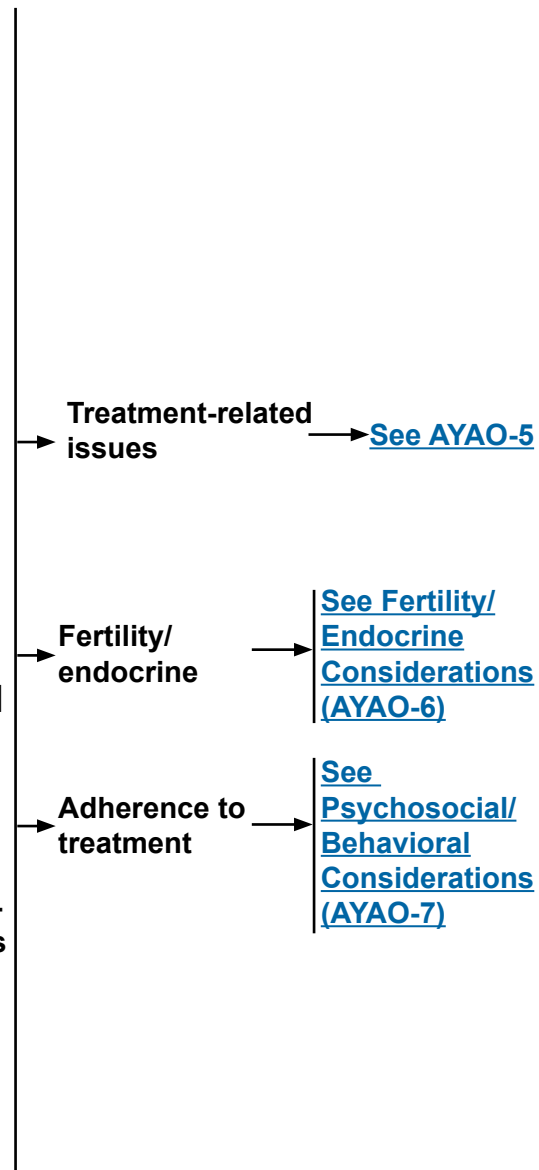 Treatment-related
issues
See AYAO-5
Fertility/
endocrine
See Fertility/
Endocrine
Considerations
(AYAO-6)
Adherence to
treatment
See
Psychosocial/
Behavioral
Considerations
(AYAO-7)